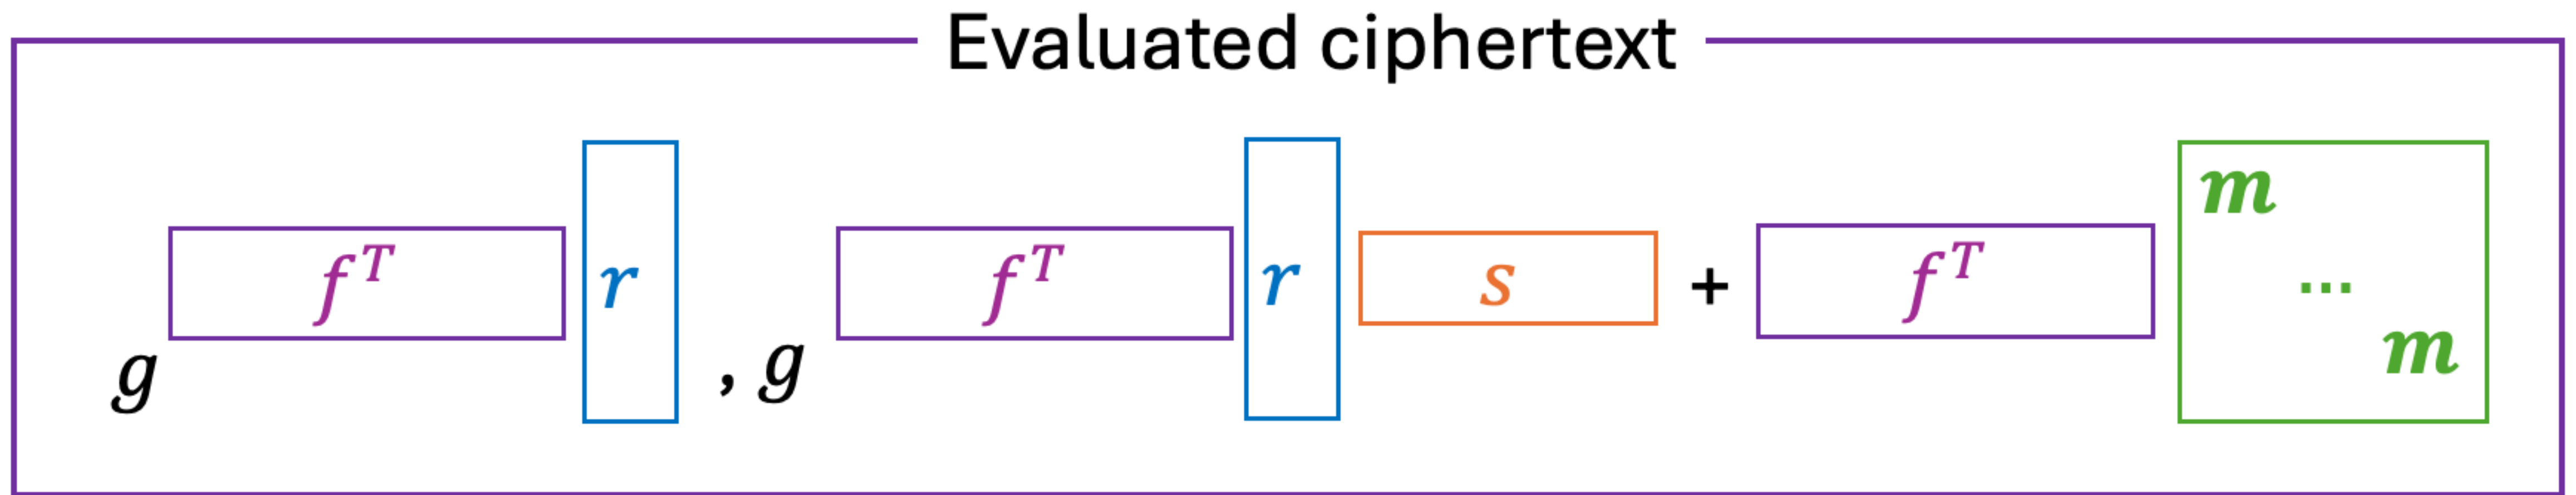 Evaluated ciphertext
g f^T r , g f^T r s + f^T m ... m